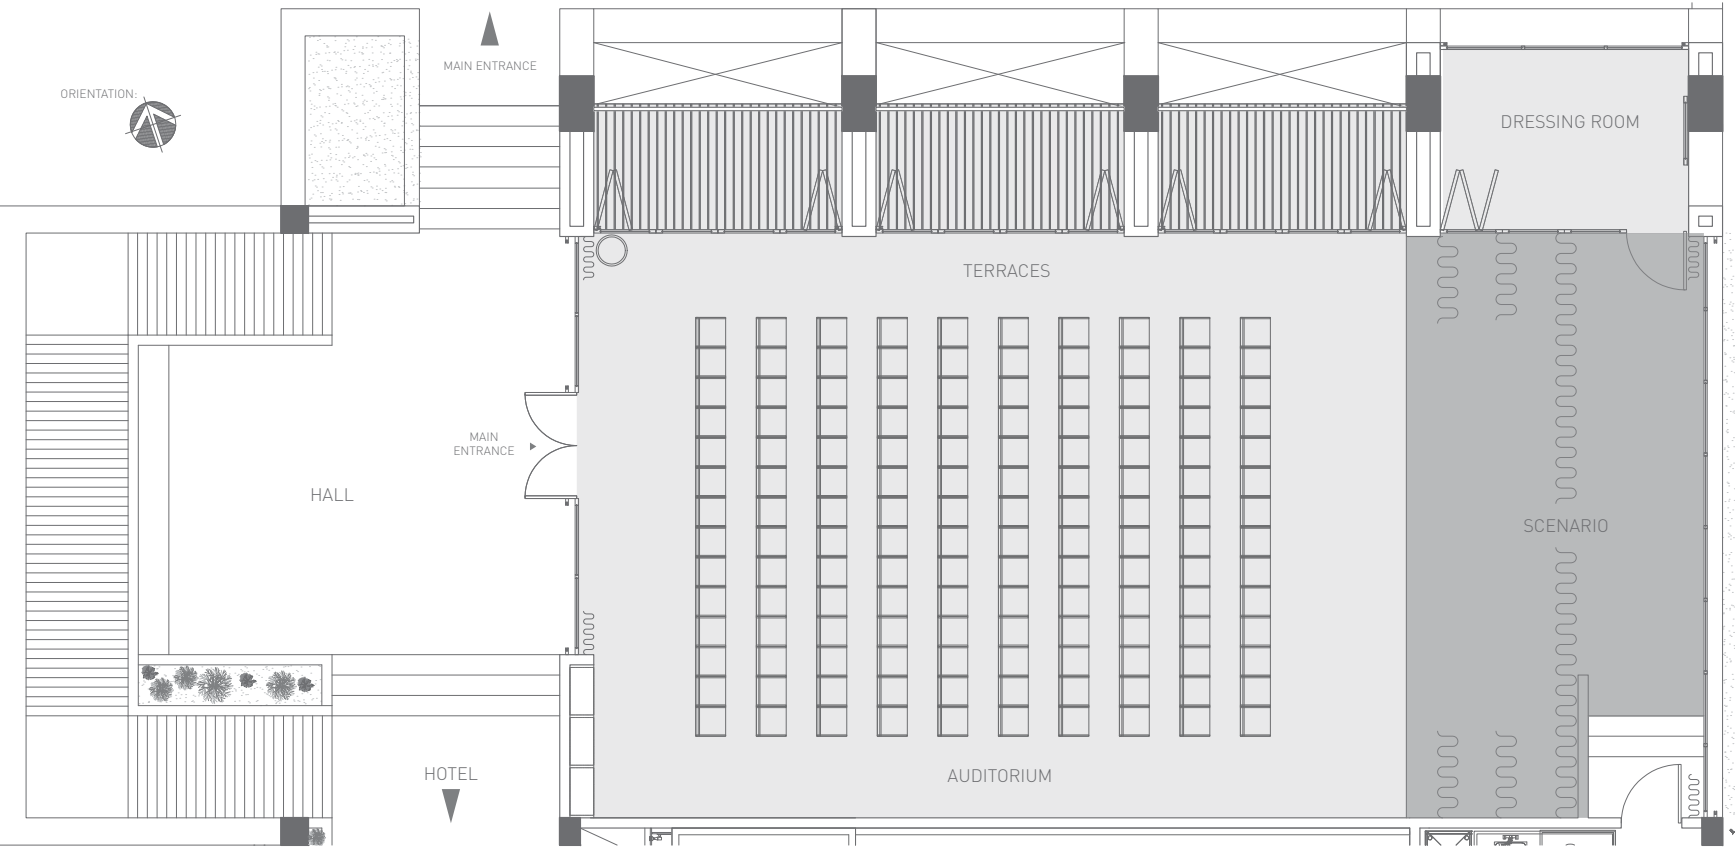 MAIN ENTRANCE
ORIENTATION:
DRESSING ROOM
TERRACES
MAIN
ENTRANCE
HALL
SCENARIO
HOTEL
AUDITORIUM